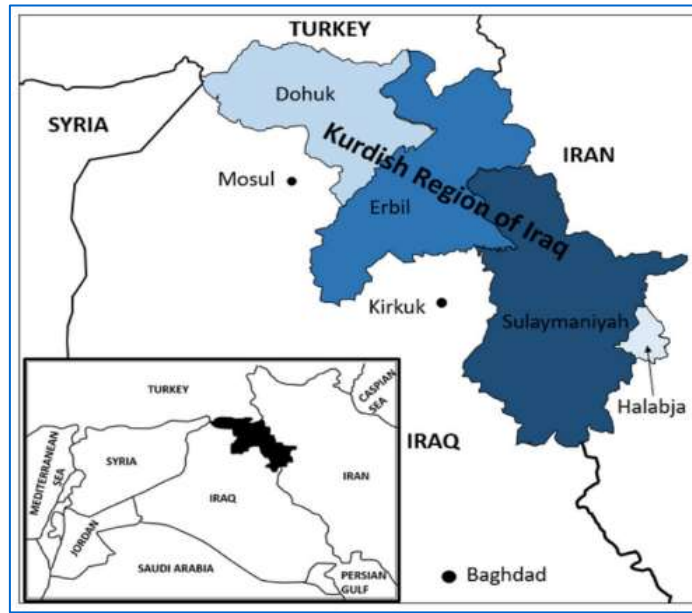 TURKEY
Dohuk
SYRIA
Kurdish Region of Iraq
IRAN
Mosul
Erbil
Kirkuk
Sulaymaniyah
Halabja
IRAQ
Baghdad
TURKEY
CASPIAN
SEA
MEDITERRANEAN
SEA
SYRIA
IRAQ
IRAN
JORDAN
SAUDI ARABIA
PERSIAN
GULF